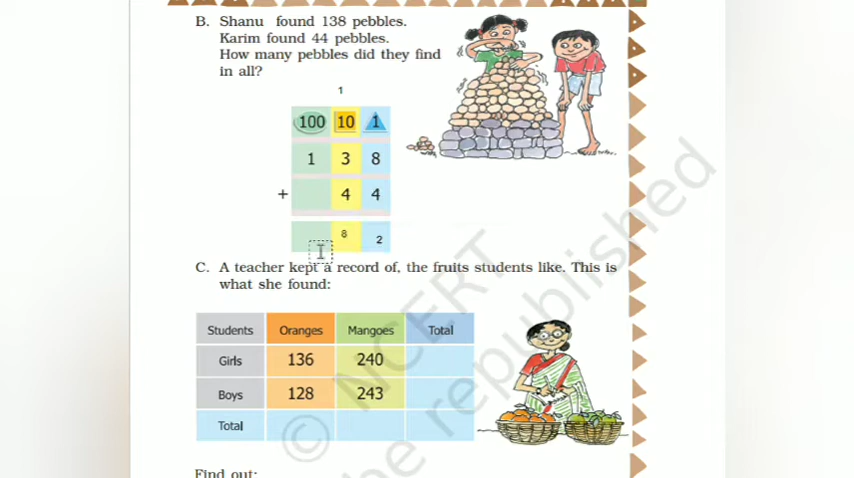 B. Shanu found 138 pebbles.
Karim found 44 pebbles.
How many pebbles did they find
in all?
1
100 10 1
1 3 8
+ 4 4
8 2
C. A teacher kept a record of, the fruits students like. This is
what she found:
Students Oranges Mangoes Total
Girls 136 240
Boys 128 243
Total
Find out:
© NCERT
be republished